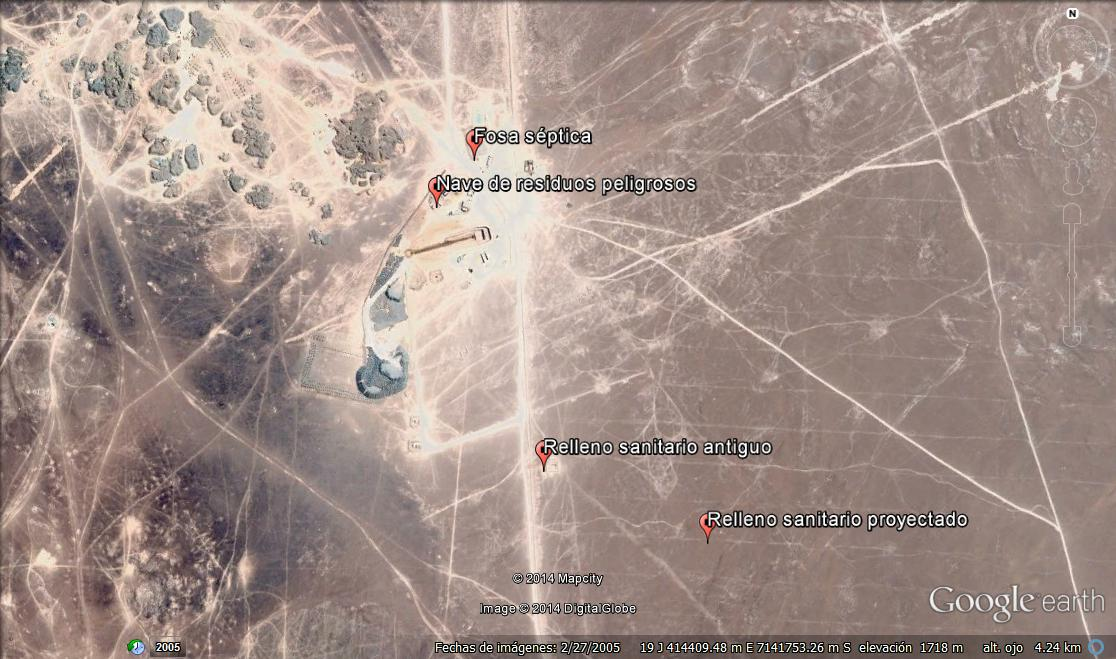 N
Fosa séptica
Nave de residuos peligrosos
Relleno sanitario antiguo
Relleno sanitario proyectado
© 2014 Mapcity
Image © 2014 DigitalGlobe
Google earth
2005
Fechas de imágenes: 2/27/2005 19 J 414409.48 m E 7141753.26 m S elevación 1718 m alt. ojo 4.24 km